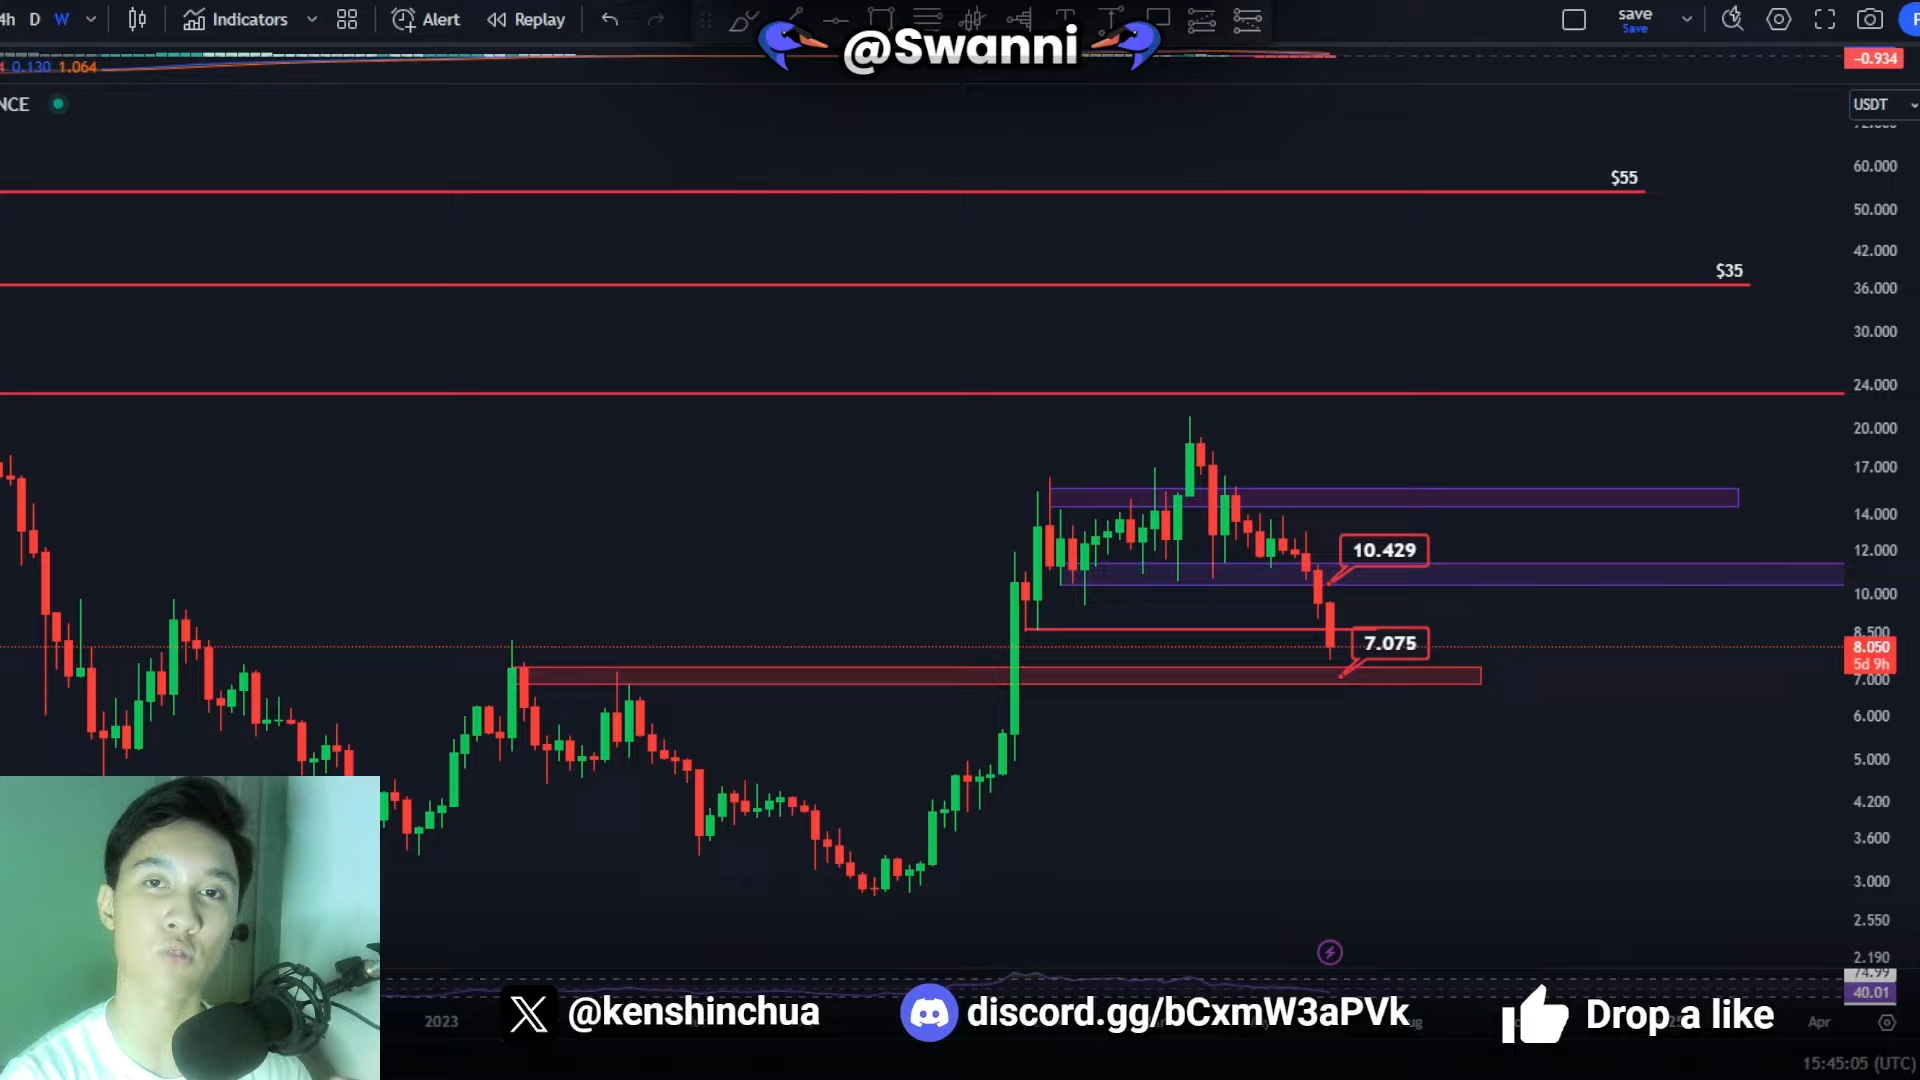 4h D W Indicators Alert Replay save
Save
@Swanni
4 0.130 1.064
−0.934
NCE
USDT
60.000
$55
50.000
42.000
$35
36.000
30.000
24.000
20.000
17.000
14.000
12.000
10.429
10.000
8.500
7.075
8.050
5d 9h
7.000
6.000
5.000
4.200
3.600
3.000
2.550
2.190
74.99
40.01
2023
@kenshinchua
discord.gg/bCxmW3aPVk
Drop a like
Apr
15:45:05 (UTC)